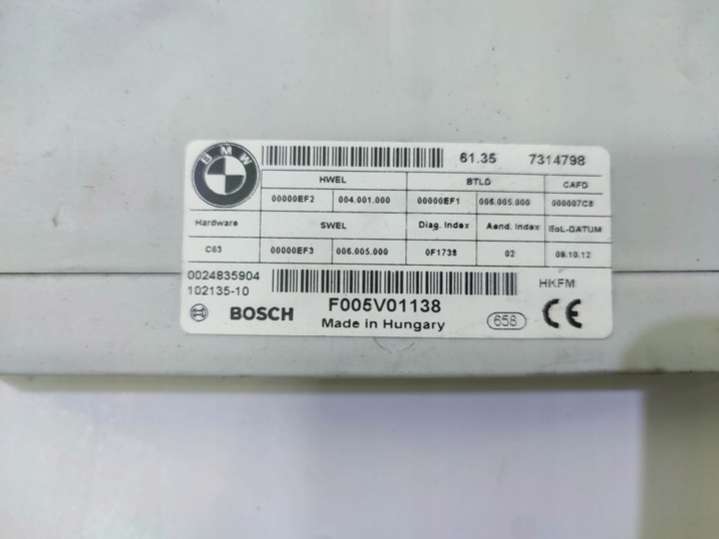 BMW
61.35 7314798
HWEL BTLD CAFD
00000EF2 004.001.000 00000EF1 006.005.000 000007C8
Hardware SWEL Diag. Index Aend. Index EoL-DATUM
C63 00000EF3 006.005.000 0F1738 02 09.10.12
0024835904
102135-10 HKFM
BOSCH F005V01138
Made in Hungary 658 CE